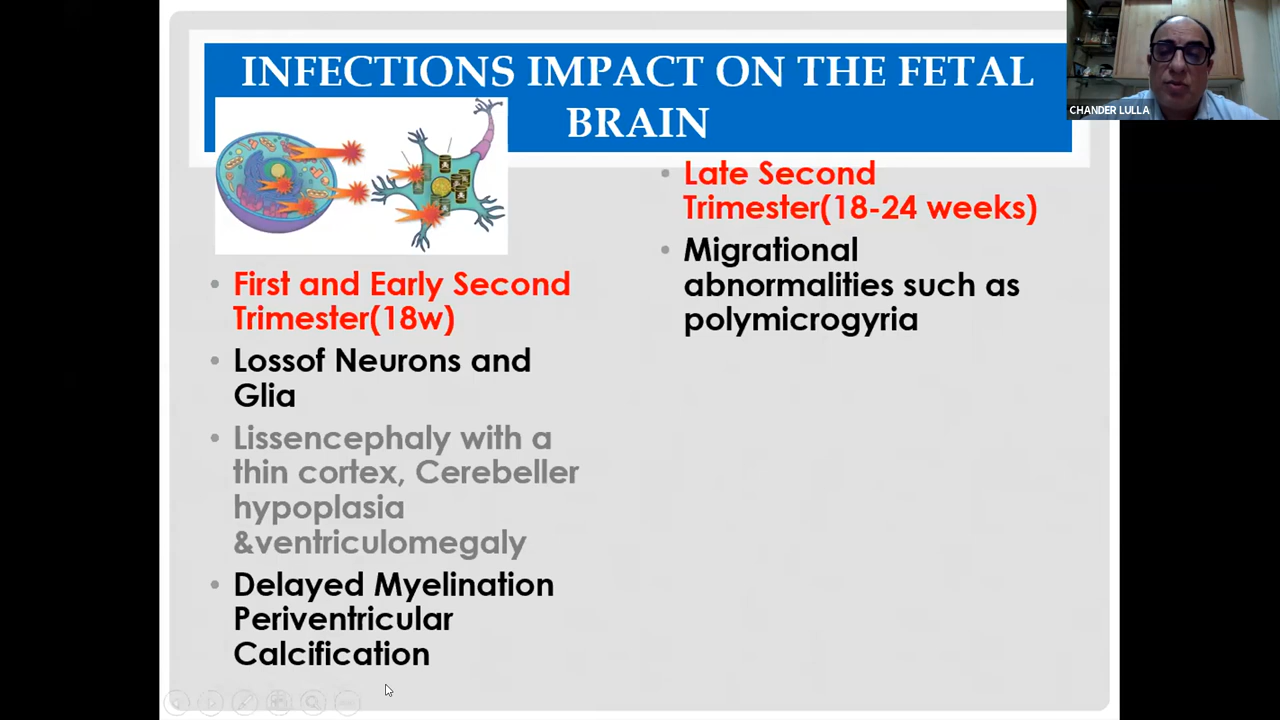 INFECTIONS IMPACT ON THE FETAL
BRAIN
CHANDER LULLA
First and Early Second
Trimester(18w)
Lossof Neurons and
Glia
Lissencephaly with a
thin cortex, Cerebeller
hypoplasia
&ventriculomegaly
Delayed Myelination
Periventricular
Calcification
Late Second
Trimester(18-24 weeks)
Migrational
abnormalities such as
polymicrogyria